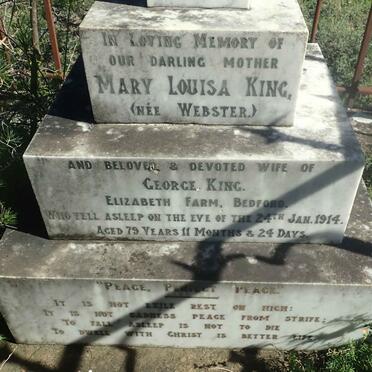 IN LOVING MEMORY OF
OUR DARLING MOTHER
MARY LOUISA KING,
(NÉE WEBSTER.)
AND BELOVED & DEVOTED WIFE OF
GEORGE KING.
ELIZABETH FARM, BEDFORD.
WHO FELL ASLEEP ON THE EVE OF THE 24TH JAN. 1914.
AGED 79 YEARS 11 MONTHS & 24 DAYS.
"PEACE, PERFECT PEACE."
IT IS NOT EXILE REST ON HIGH:
IT IS NOT SADNESS PEACE FROM STRIFE;
TO FALL ASLEEP IS NOT TO DIE
TO DWELL WITH CHRIST IS BETTER LIFE.